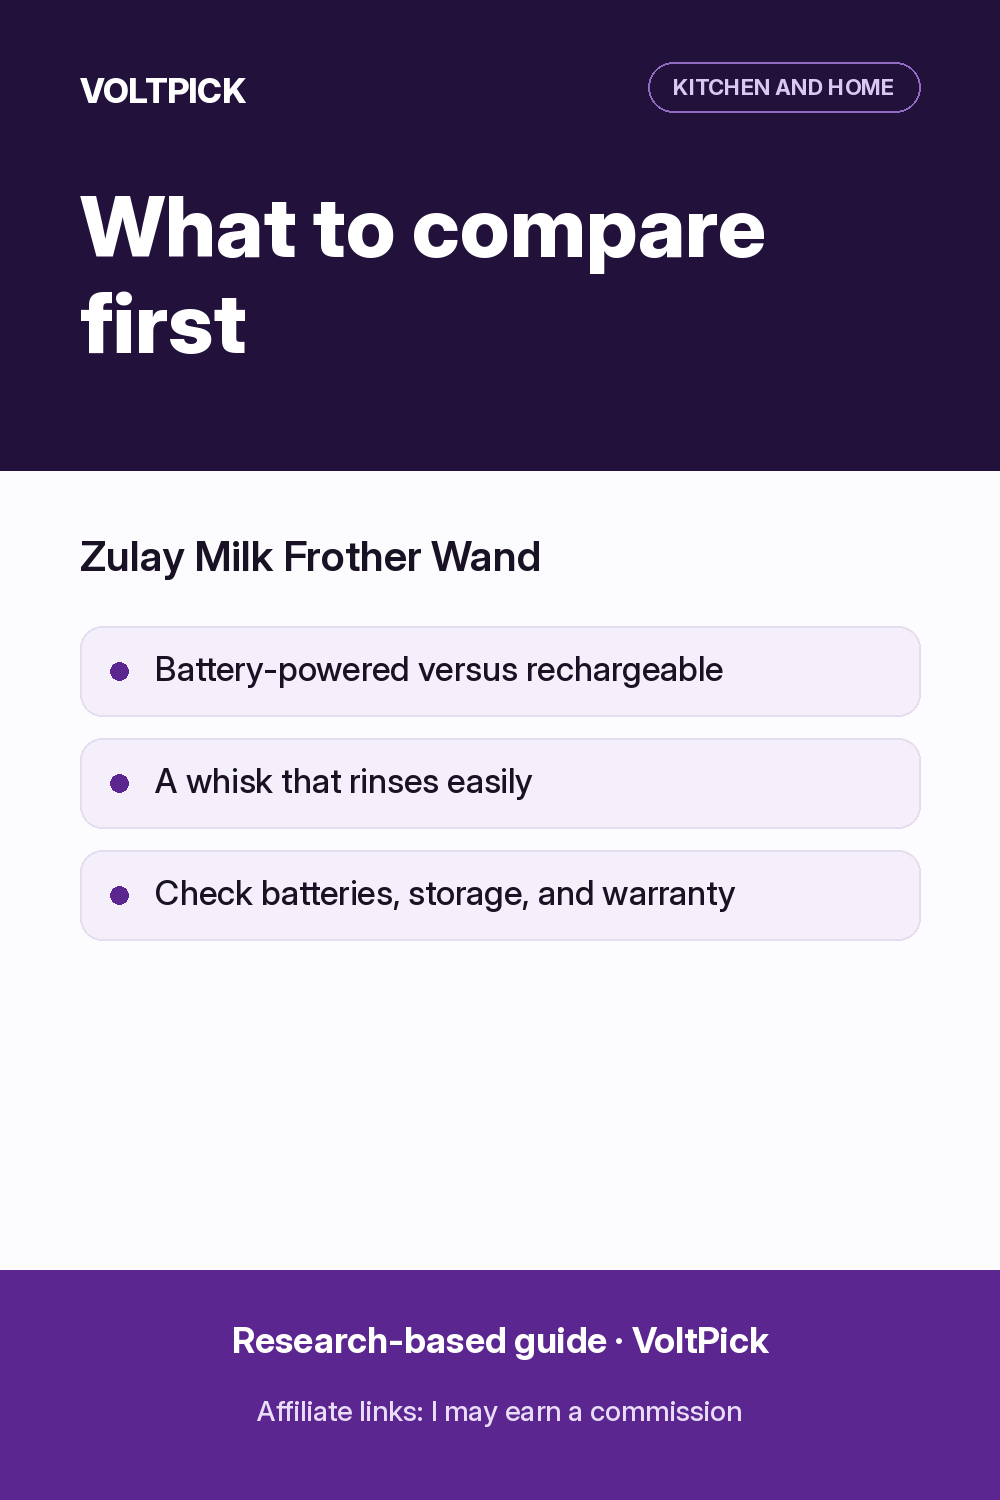 VOLTPICK
KITCHEN AND HOME
What to compare
first
Zulay Milk Frother Wand
Battery-powered versus rechargeable
A whisk that rinses easily
Check batteries, storage, and warranty
Research-based guide · VoltPick
Affiliate links: I may earn a commission